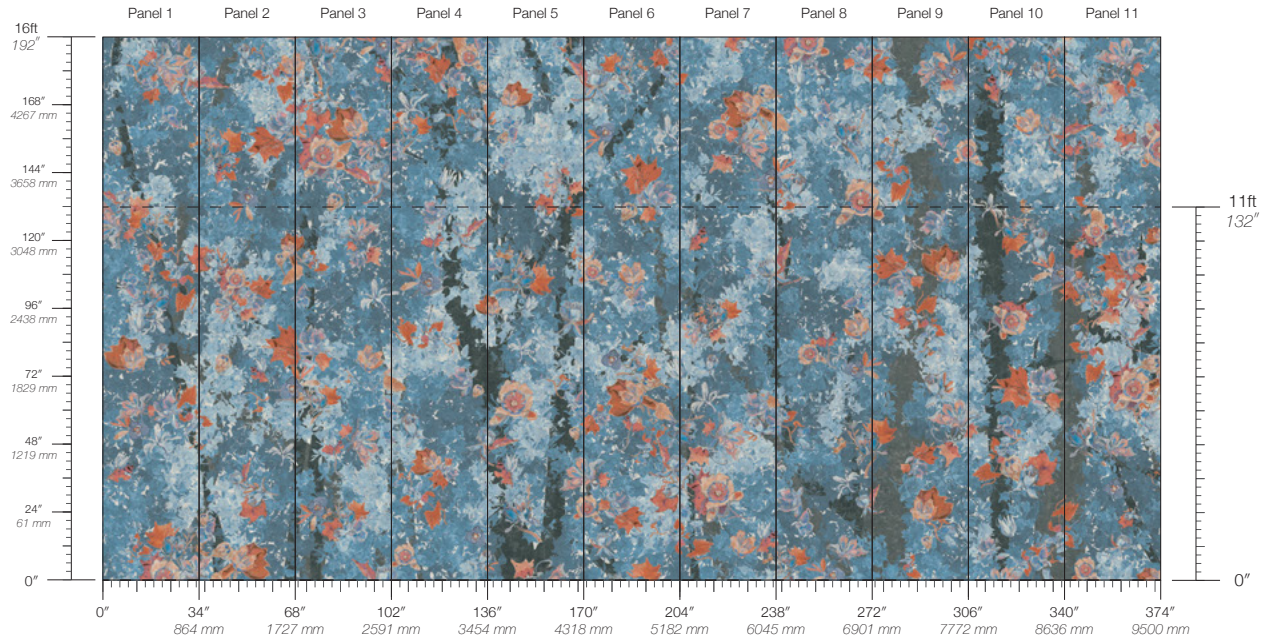 Panel 1 Panel 2 Panel 3 Panel 4 Panel 5 Panel 6 Panel 7 Panel 8 Panel 9 Panel 10 Panel 11
16ft
192″
168″
4267 mm
144″
3658 mm
11ft
132″
120″
3048 mm
96″
2438 mm
72″
1829 mm
48″
1219 mm
24″
61 mm
0″
0″
0″ 34″ 68″ 102″ 136″ 170″ 204″ 238″ 272″ 306″ 340″ 374″
864 mm 1727 mm 2591 mm 3454 mm 4318 mm 5182 mm 6045 mm 6901 mm 7772 mm 8636 mm 9500 mm